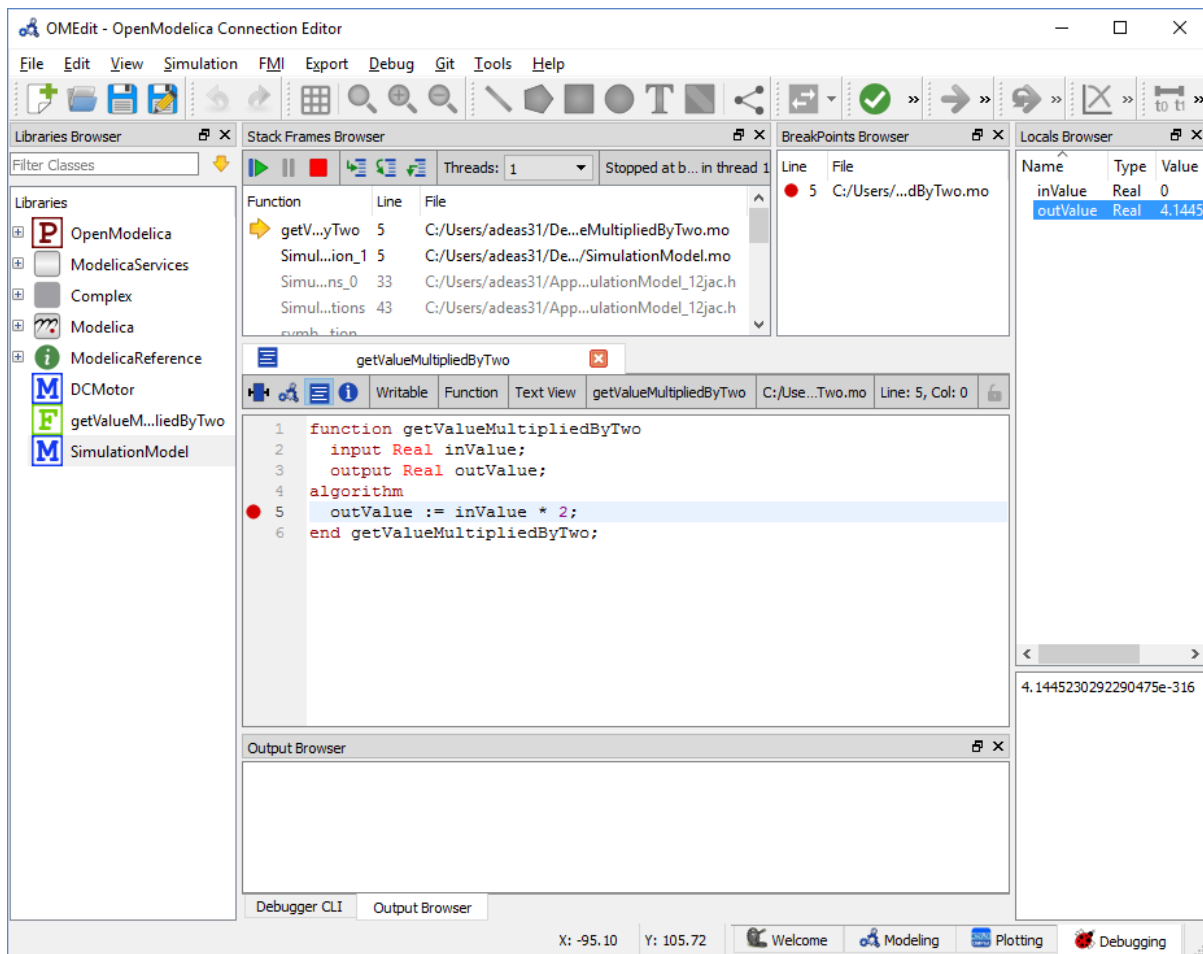 OMEdit - OpenModelica Connection Editor
File Edit View Simulation FMI Export Debug Git Tools Help
T » » » » t0 t1 »
Libraries Browser
Filter Classes
Libraries
OpenModelica
ModelicaServices
Complex
Modelica
ModelicaReference
DCMotor
getValueM...liedByTwo
SimulationModel
Stack Frames Browser
Threads: 1 Stopped at b... in thread 1
Function Line File
getV...yTwo 5 C:/Users/adeas31/De...eMultipliedByTwo.mo
Simul...ion_1 5 C:/Users/adeas31/De.../SimulationModel.mo
Simu...ns_0 33 C:/Users/adeas31/App...ulationModel_12jac.h
Simul...tions 43 C:/Users/adeas31/App...ulationModel_12jac.h
symb...tion
BreakPoints Browser
Line File
5 C:/Users/...dByTwo.mo
Locals Browser
Name Type Value
inValue Real 0
outValue Real 4.1445
getValueMultipliedByTwo
Writable Function Text View getValueMultipliedByTwo C:/Use...Two.mo Line: 5, Col: 0
1 function getValueMultipliedByTwo
2 input Real inValue;
3 output Real outValue;
4 algorithm
5 outValue := inValue * 2;
6 end getValueMultipliedByTwo;
4.1445230292290475e-316
Output Browser
Debugger CLI Output Browser
X: -95.10 Y: 105.72 Welcome Modeling Plotting Debugging